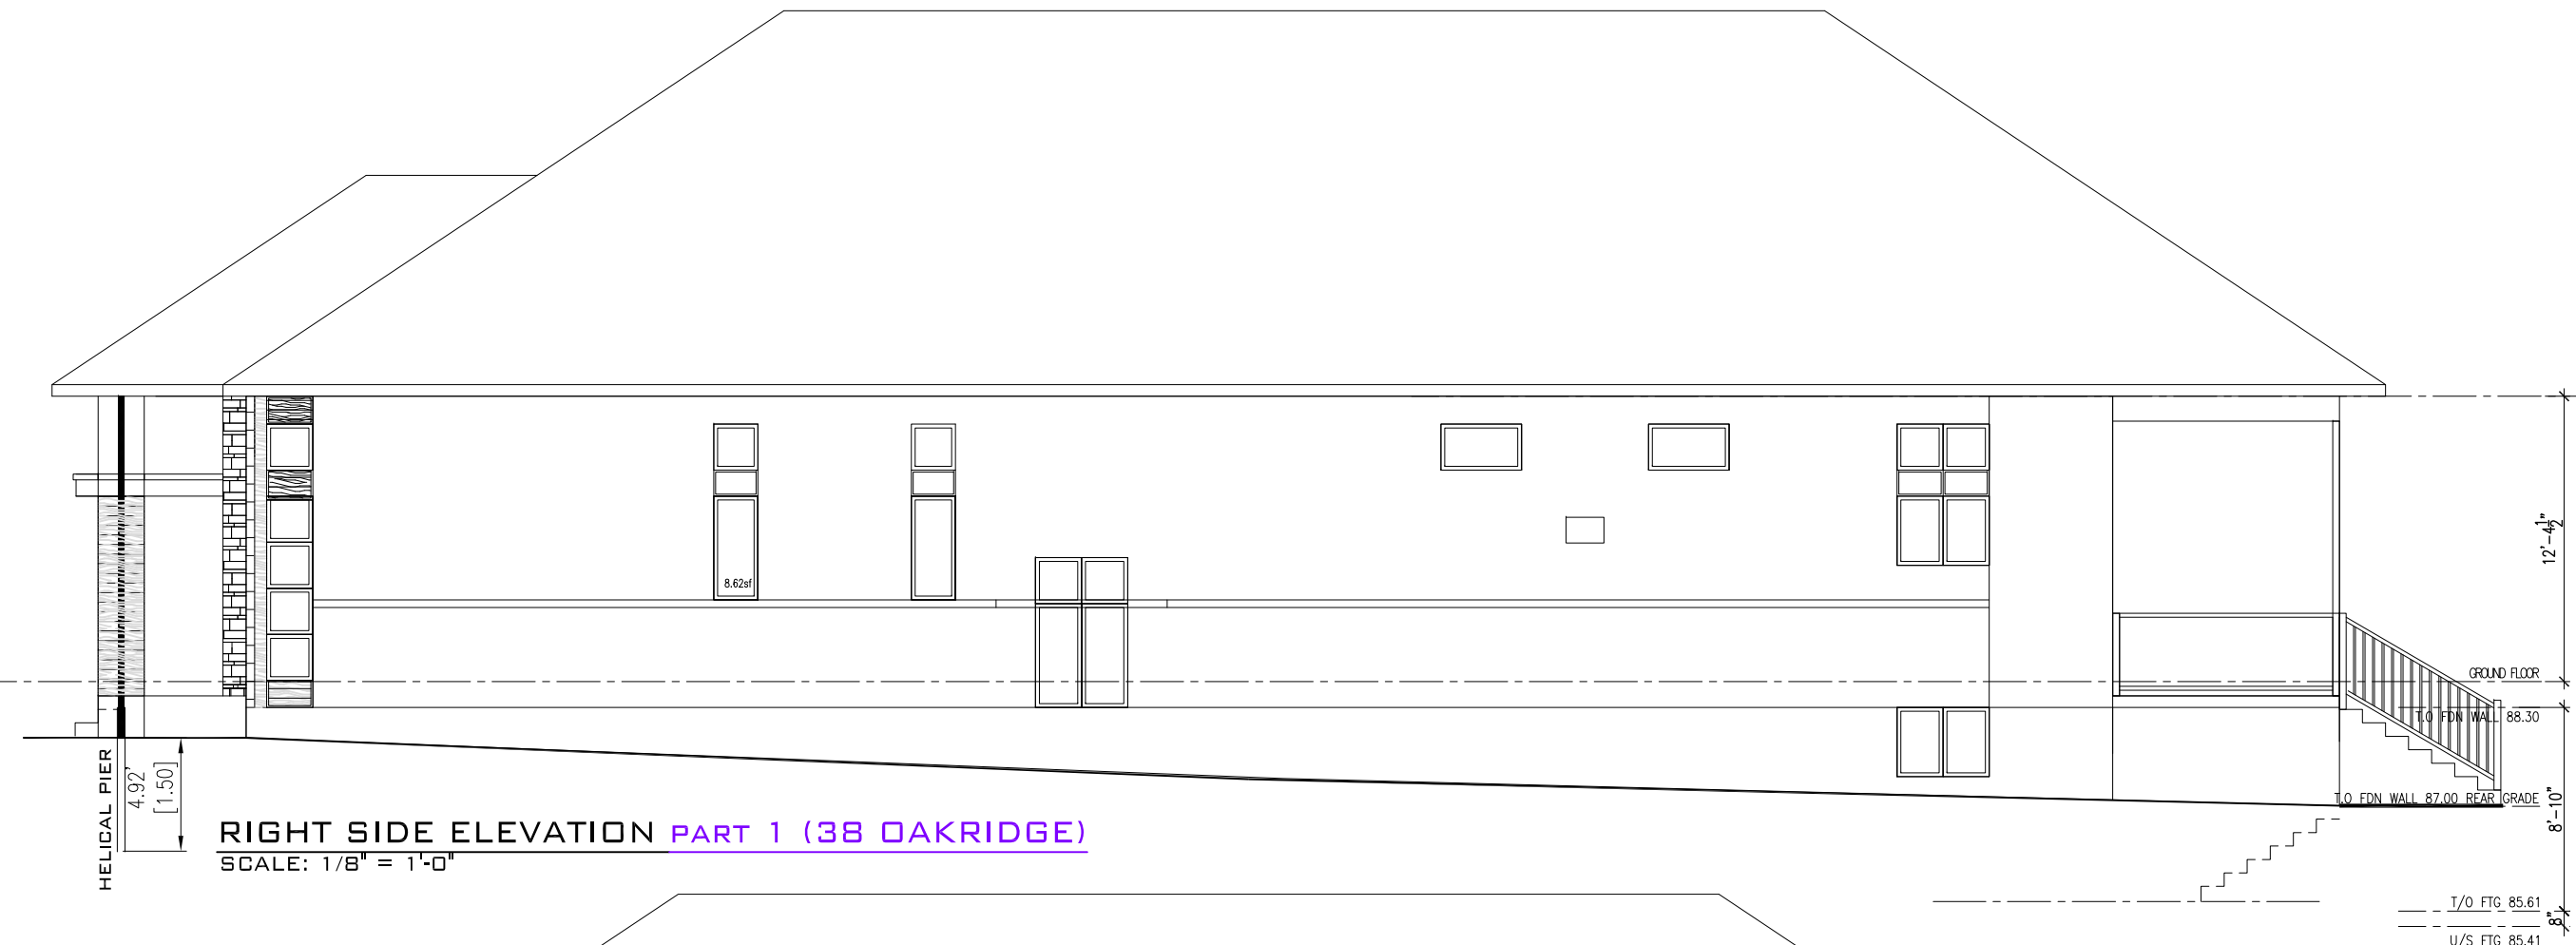 8.62sf
12'-4 1/2"
GROUND FLOOR
T.O FDN WALL 88.30
T.O FDN WALL 87.00 REAR GRADE
8'-10"
HELICAL PIER
4.92'
[1.50]
RIGHT SIDE ELEVATION PART 1 (38 OAKRIDGE)
SCALE: 1/8" = 1'-0"
T/O FTG 85.61
8"
U/S FTG 85.41